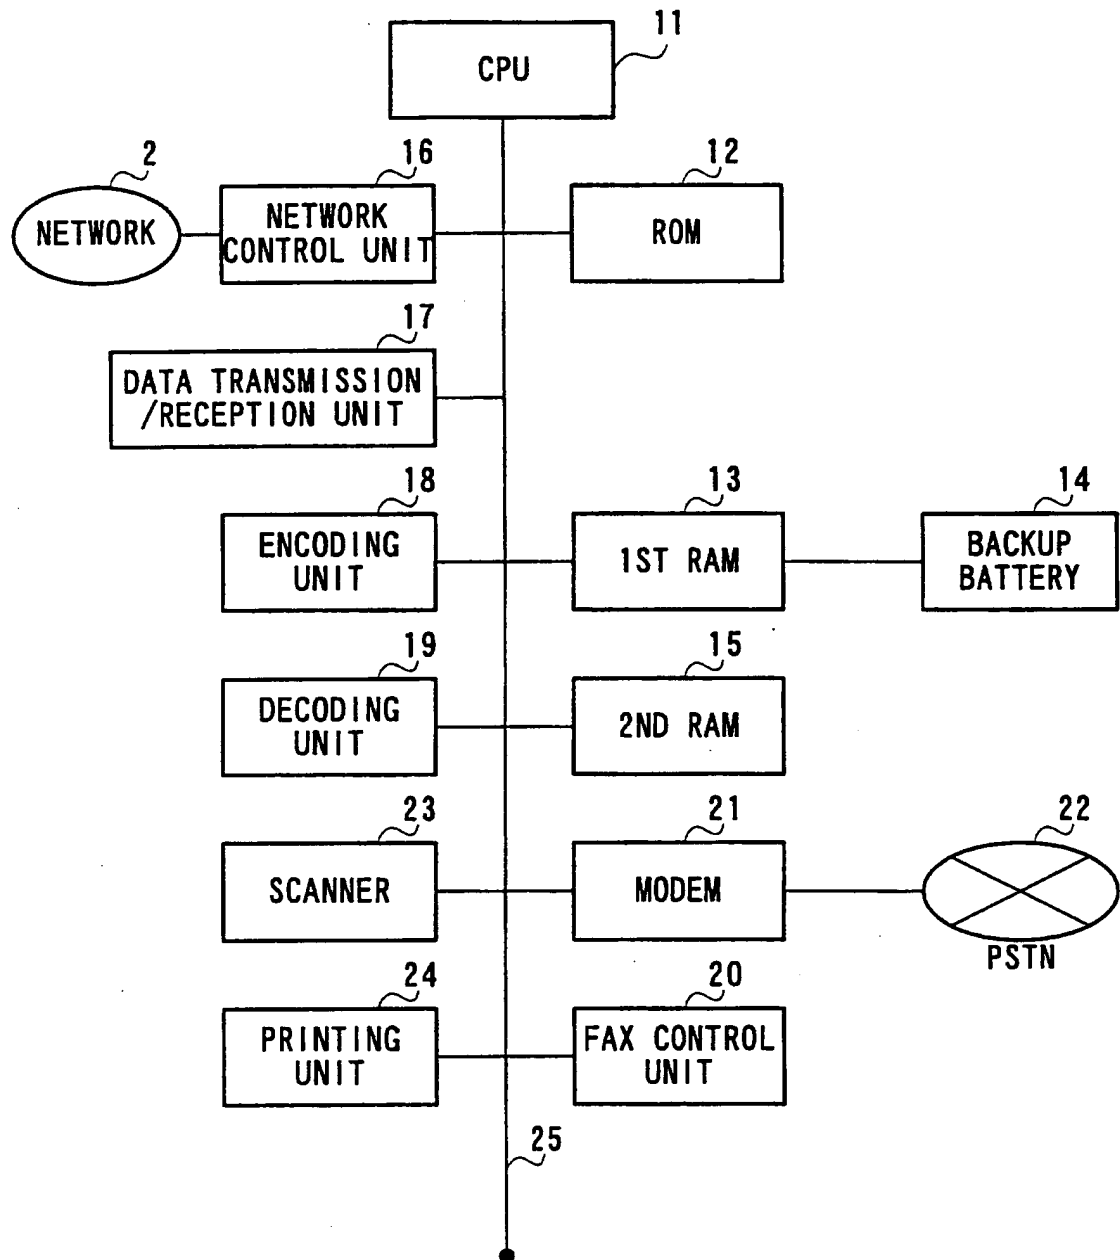 11
CPU
2
16
12
NETWORK
NETWORK
CONTROL UNIT
ROM
17
DATA TRANSMISSION
/RECEPTION UNIT
18
13
14
ENCODING
UNIT
1ST RAM
BACKUP
BATTERY
19
15
DECODING
UNIT
2ND RAM
23
21
22
SCANNER
MODEM
PSTN
24
20
PRINTING
UNIT
FAX CONTROL
UNIT
25